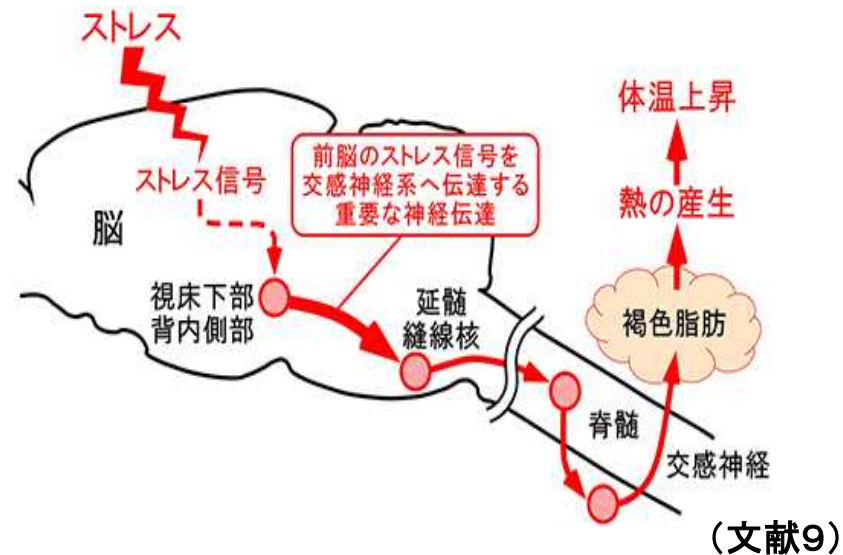 ストレス
ストレス信号
前脳のストレス信号を
交感神経系へ伝達する
重要な神経伝達
脳
視床下部
背内側部
延髄
縫線核
体温上昇
熱の産生
褐色脂肪
脊髄
交感神経
（文献9）